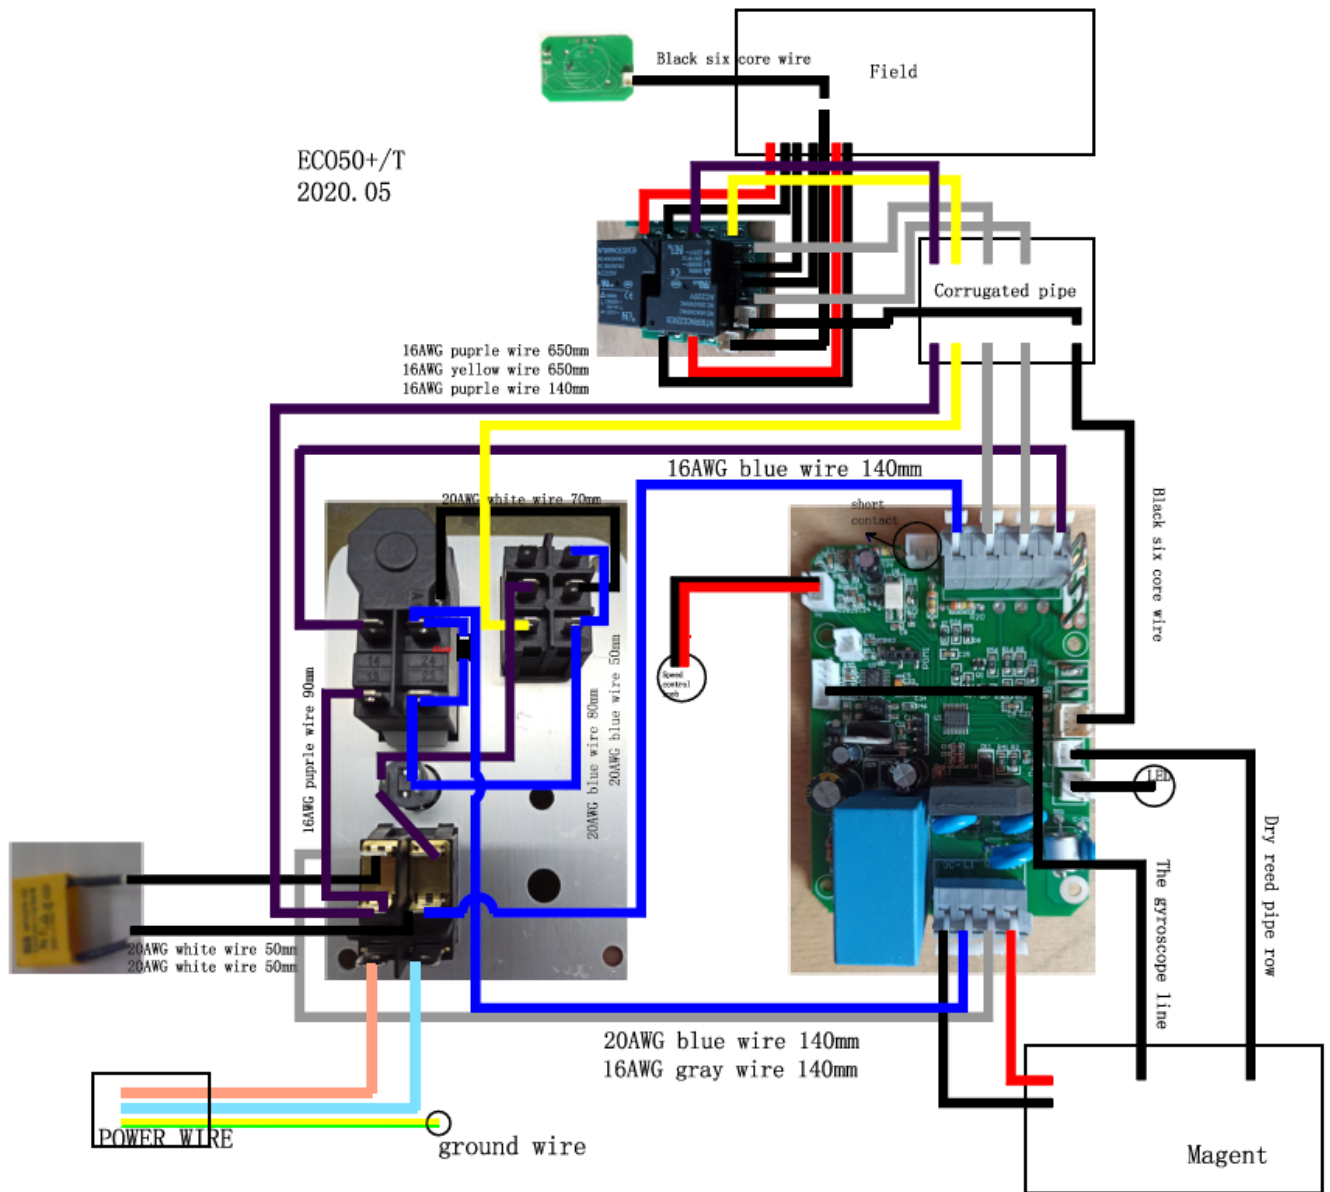 Black six core wire
Field
ECO50+/T
2020.05
Corrugated pipe
16AWG puprle wire 650mm
16AWG yellow wire 650mm
16AWG puprle wire 140mm
16AWG blue wire 140mm
20AWG white wire 70mm
short
contact
Black six core wire
20AWG blue wire 50mm
20AWG blue wire 80mm
16AWG puprle wire 90mm
Speed
control
LED
Dry reed pipe row
The gyroscope line
20AWG white wire 50mm
20AWG white wire 50mm
20AWG blue wire 140mm
16AWG gray wire 140mm
POWER WIRE
ground wire
Magent